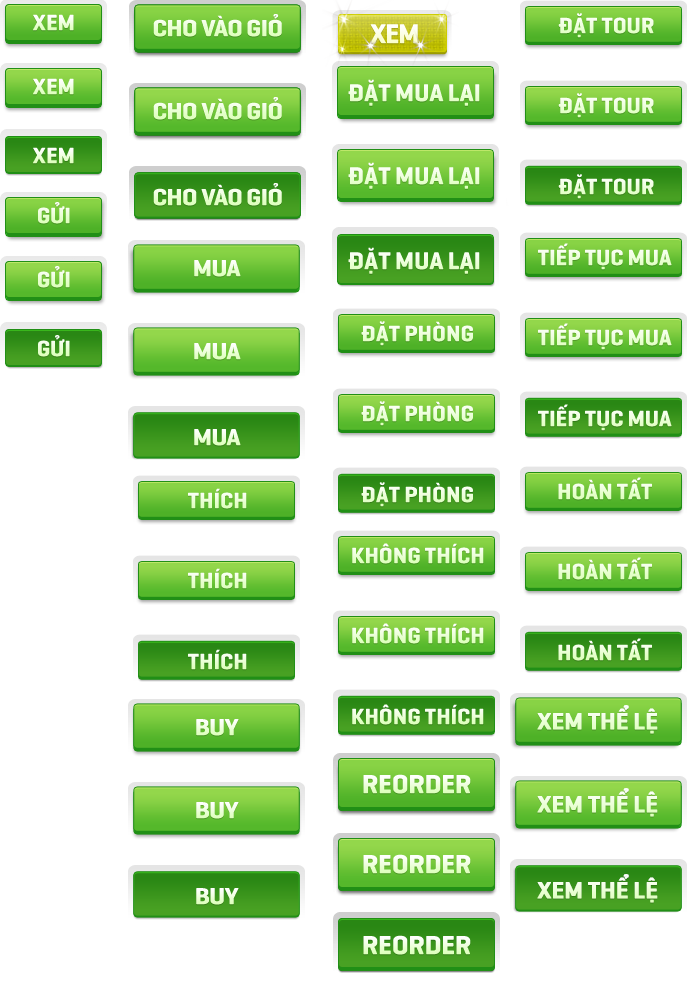 XEM
XEM
XEM
GỬI
GỬI
GỬI
CHO VÀO GIỎ
CHO VÀO GIỎ
CHO VÀO GIỎ
MUA
MUA
MUA
THÍCH
THÍCH
THÍCH
BUY
BUY
BUY
XEM
ĐẶT MUA LẠI
ĐẶT MUA LẠI
ĐẶT MUA LẠI
ĐẶT PHÒNG
ĐẶT PHÒNG
ĐẶT PHÒNG
KHÔNG THÍCH
KHÔNG THÍCH
KHÔNG THÍCH
REORDER
REORDER
REORDER
ĐẶT TOUR
ĐẶT TOUR
ĐẶT TOUR
TIẾP TỤC MUA
TIẾP TỤC MUA
TIẾP TỤC MUA
HOÀN TẤT
HOÀN TẤT
HOÀN TẤT
XEM THỂ LỆ
XEM THỂ LỆ
XEM THỂ LỆ